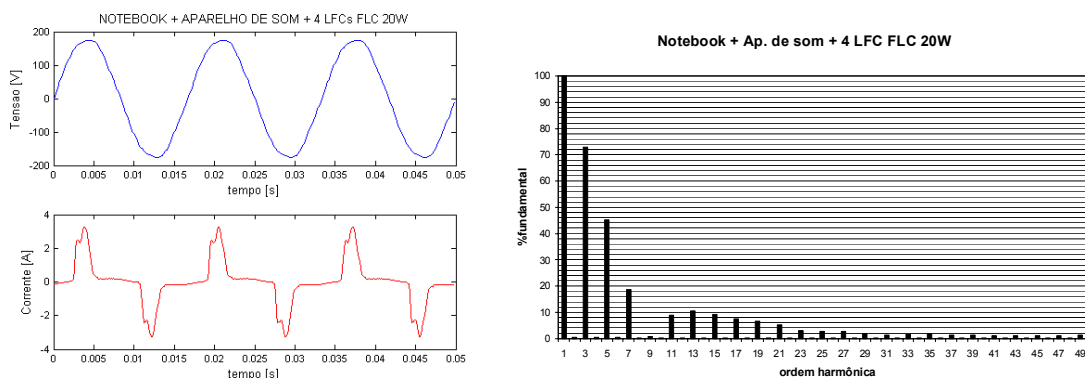 NOTEBOOK + APARELHO DE SOM + 4 LFCs FLC 20W
200
100
0
-100
-200
Tensao [V]
0 0.005 0.01 0.015 0.02 0.025 0.03 0.035 0.04 0.045 0.05
tempo [s]
4
2
0
-2
-4
Corrente [A]
0 0.005 0.01 0.015 0.02 0.025 0.03 0.035 0.04 0.045 0.05
tempo [s]
Notebook + Ap. de som + 4 LFC FLC 20W
100
90
80
70
60
50
40
30
20
10
0
%fundamental
1 3 5 7 9 11 13 15 17 19 21 23 25 27 29 31 33 35 37 39 41 43 45 47 49
ordem harmônica